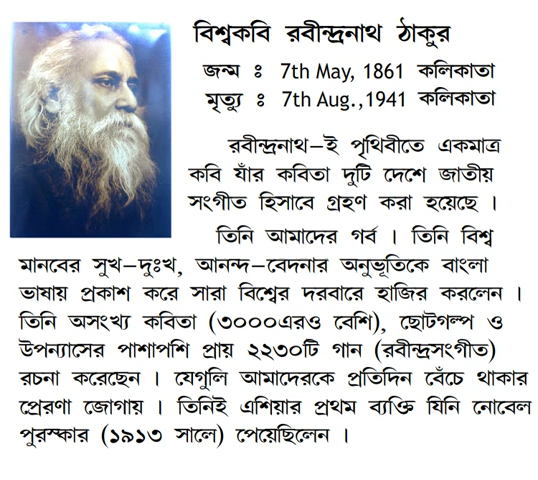 বিশ্বকবি রবীন্দ্রনাথ ঠাকুর
জন্ম ঃ 7th May, 1861 কলিকাতা
মৃত্যু ঃ 7th Aug.,1941 কলিকাতা
রবীন্দ্রনাথ–ই পৃথিবীতে একমাত্র
কবি যাঁর কবিতা দুটি দেশে জাতীয়
সংগীত হিসাবে গ্রহণ করা হয়েছে ।
তিনি আমাদের গর্ব । তিনি বিশ্ব
মানবের সুখ–দুঃখ, আনন্দ–বেদনার অনুভূতিকে বাংলা
ভাষায় প্রকাশ করে সারা বিশ্বের দরবারে হাজির করলেন ।
তিনি অসংখ্য কবিতা (৩০০০এরও বেশি), ছোটগল্প ও
উপন্যাসের পাশাপশি প্রায় ২২৩০টি গান (রবীন্দ্রসংগীত)
রচনা করেছেন । যেগুলি আমাদেরকে প্রতিদিন বেঁচে থাকার
প্রেরণা জোগায় । তিনিই এশিয়ার প্রথম ব্যক্তি যিনি নোবেল
পুরস্কার (১৯১৩ সালে) পেয়েছিলেন ।